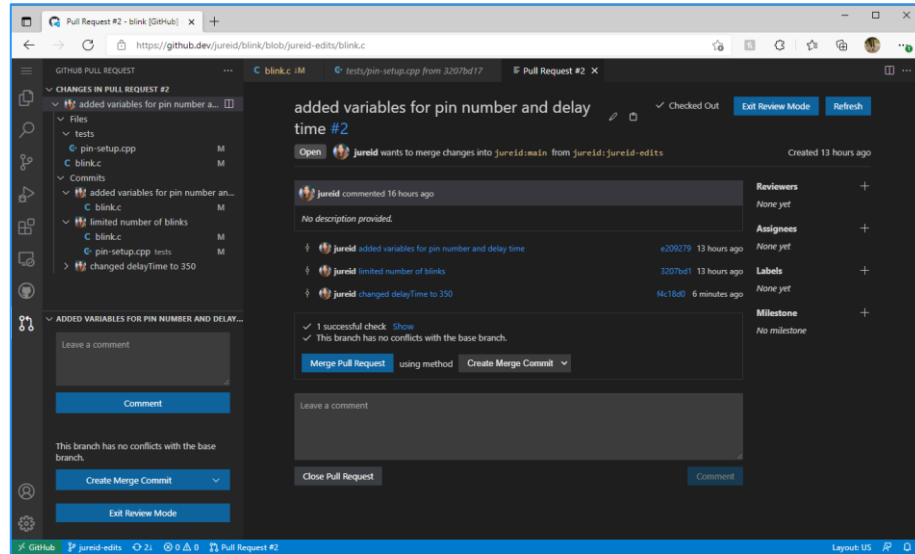 Pull Request #2 - blink [GitHub]
https://github.dev/jureid/blink/blob/jureid-edits/blink.c
GITHUB PULL REQUEST
CHANGES IN PULL REQUEST #2
added variables for pin number a...
Files
tests
pin-setup.cpp M
blink.c M
Commits
added variables for pin number an...
blink.c M
limited number of blinks
blink.c M
pin-setup.cpp tests M
changed delayTime to 350
ADDED VARIABLES FOR PIN NUMBER AND DELAY...
Leave a comment
Comment
This branch has no conflicts with the base
branch.
Create Merge Commit
Exit Review Mode
blink.c M
tests/pin-setup.cpp from 3207bd17
Pull Request #2
added variables for pin number and delay
time #2
Checked Out
Exit Review Mode
Refresh
Open jureid wants to merge changes into jureid:main from jureid:jureid-edits
Created 13 hours ago
jureid commented 16 hours ago
No description provided.
jureid added variables for pin number and delay time e209279 13 hours ago
jureid limited number of blinks 3207bd1 13 hours ago
jureid changed delayTime to 350 f4c18d0 6 minutes ago
1 successful check Show
This branch has no conflicts with the base branch.
Merge Pull Request using method Create Merge Commit
Leave a comment
Close Pull Request
Comment
Reviewers
None yet
Assignees
None yet
Labels
None yet
Milestone
No milestone
GitHub jureid-edits 2↓ 0 0 Pull Request #2 Layout: US